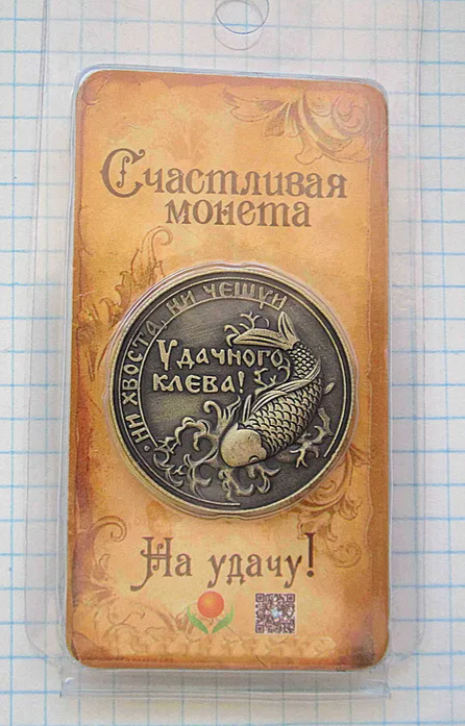 Счастливая
монета
• НИ ХВОСТА, НИ ЧЕШУИ
Удачного
клева!
На удачу!